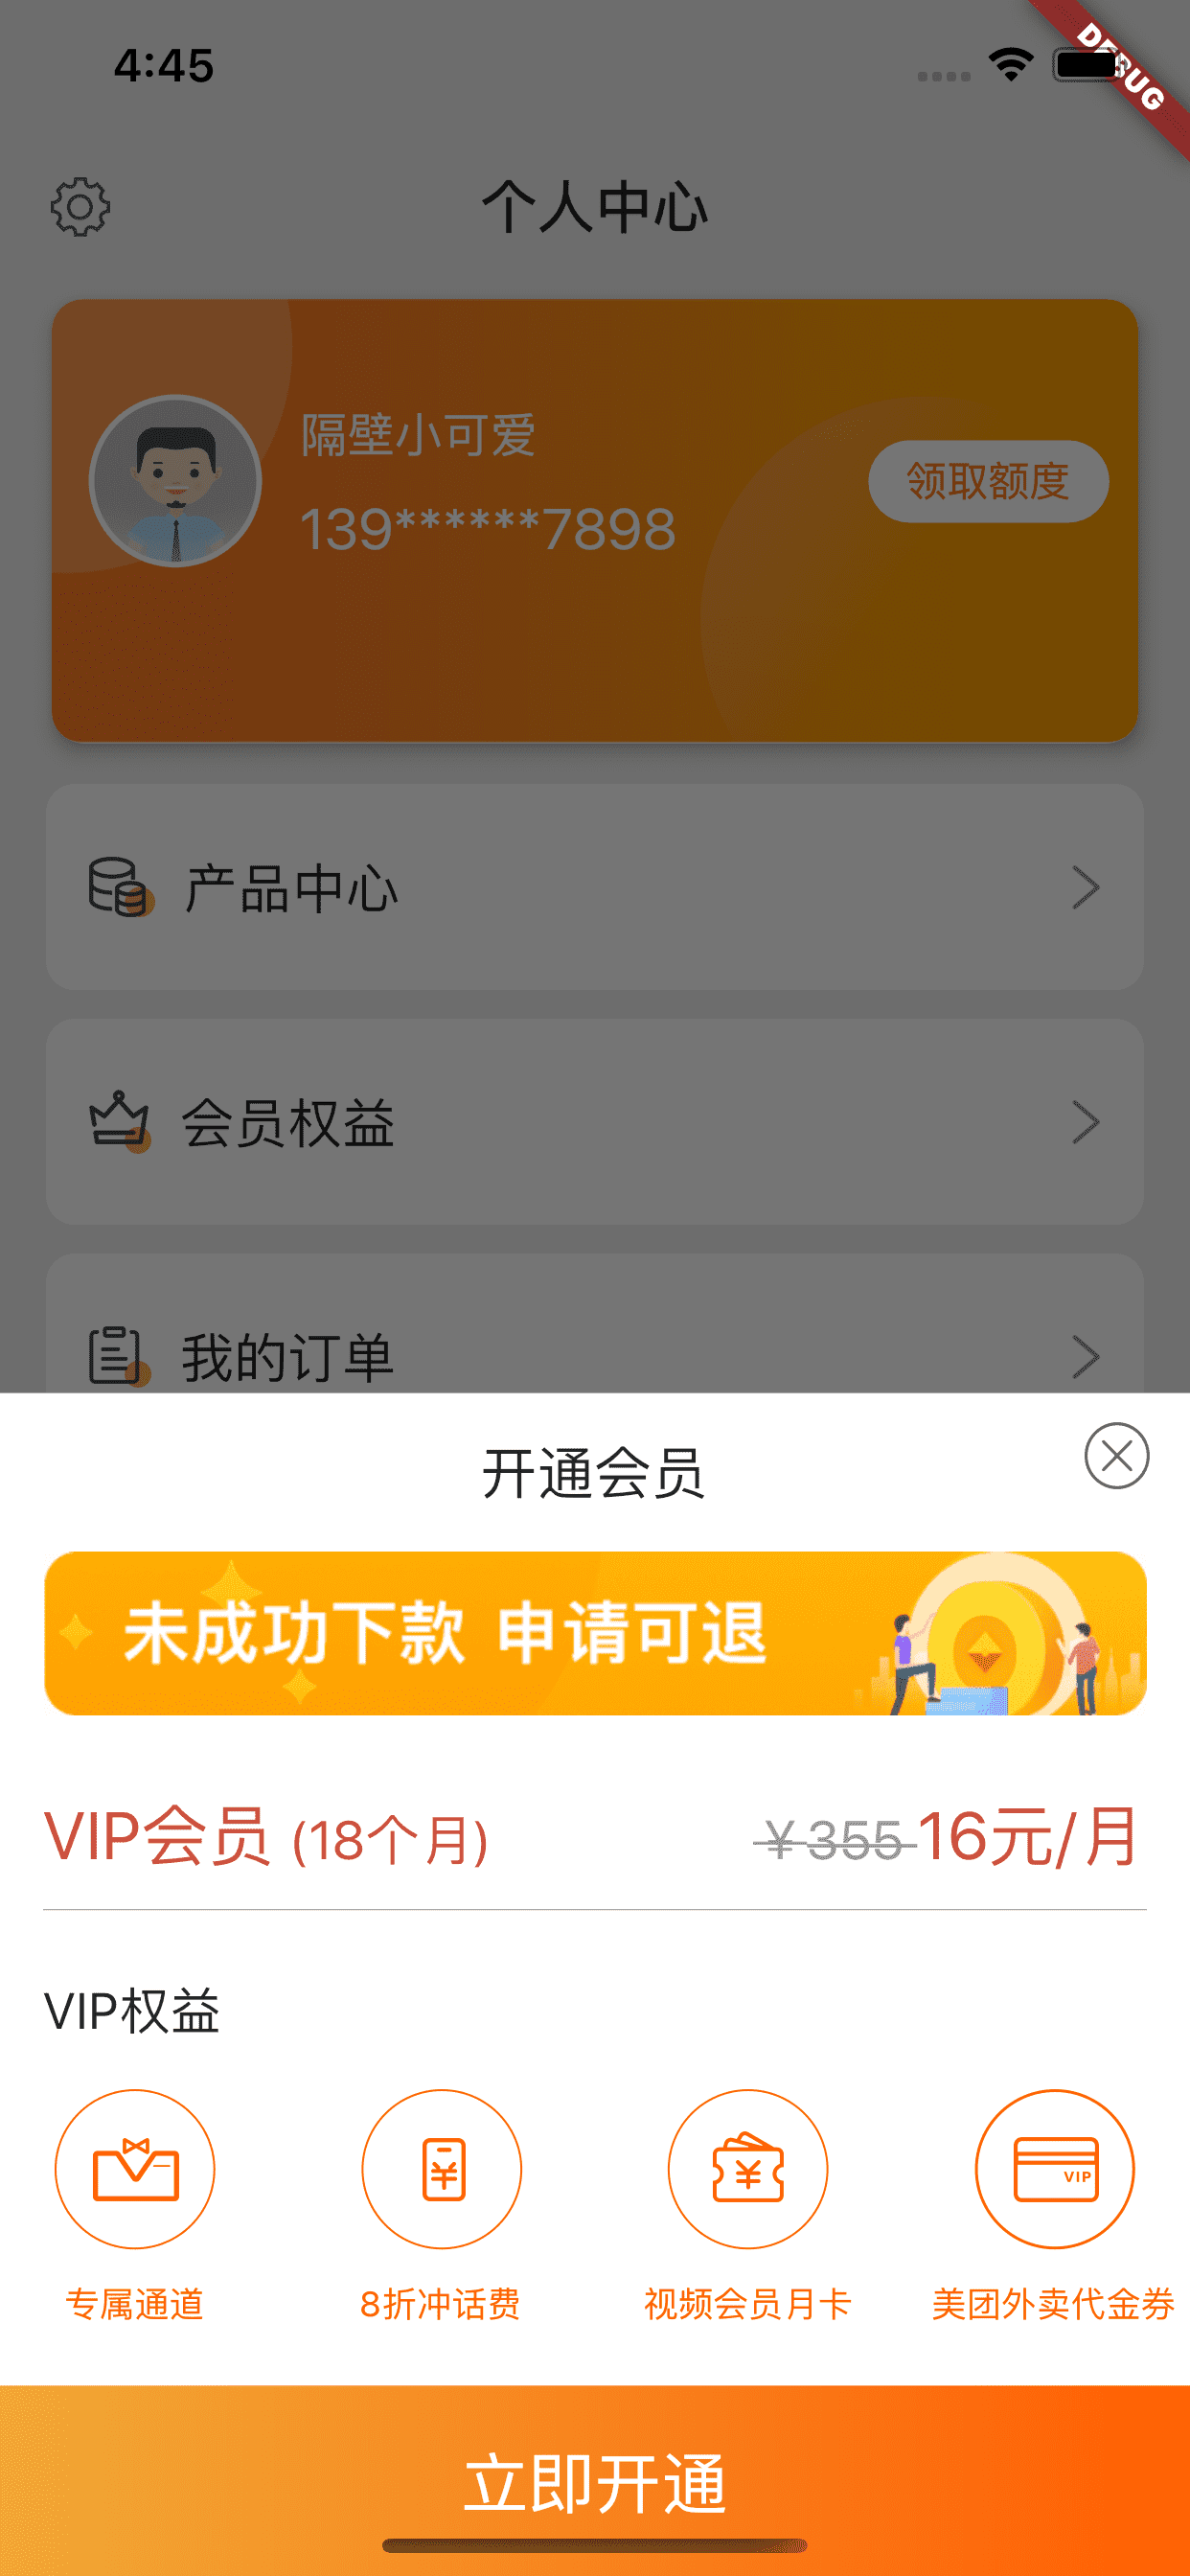 4:45
DEBUG
个人中心
隔壁小可爱
139******7898
领取额度
产品中心
会员权益
我的订单
开通会员
未成功下款 申请可退
VIP会员 (18个月) ￥355 16元/月
VIP权益
VIP
专属通道 8折冲话费 视频会员月卡 美团外卖代金券
立即开通